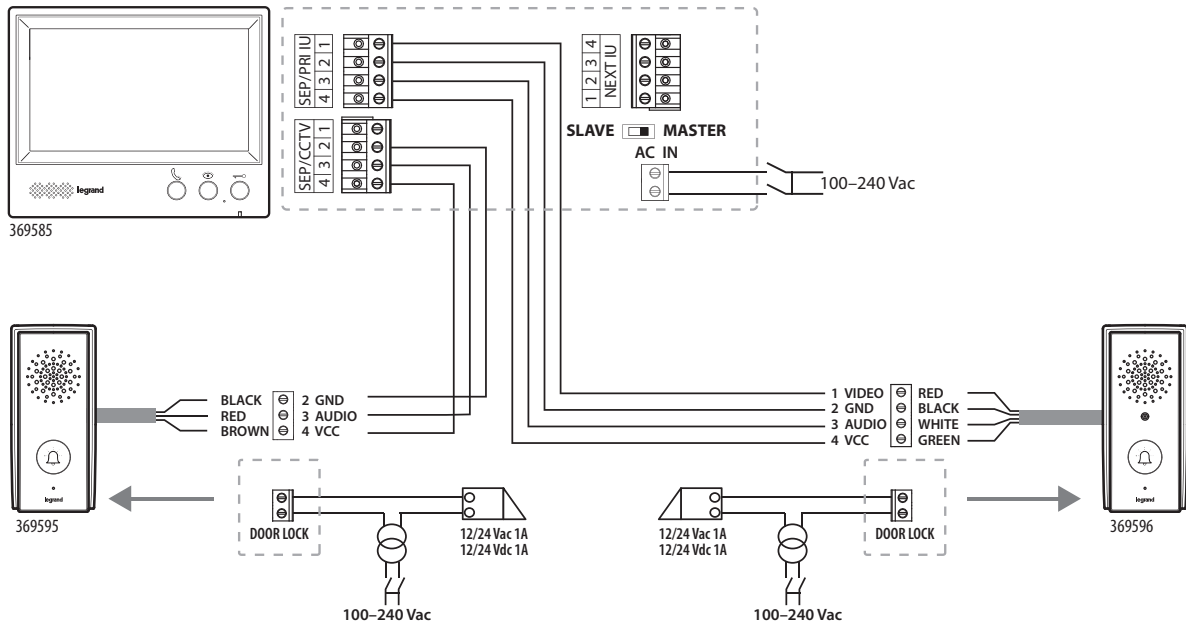 SEP/PRI IU
1
2
3
4
4
3
2
1
NEXT IU
SEP/CCTV
1
2
3
4
SLAVE MASTER
AC IN
100–240 Vac
legrand
369585
BLACK 2 GND
RED 3 AUDIO
BROWN 4 VCC
1 VIDEO RED
2 GND BLACK
3 AUDIO WHITE
4 VCC GREEN
legrand
369595
DOOR LOCK
12/24 Vac 1A
12/24 Vdc 1A
100–240 Vac
12/24 Vac 1A
12/24 Vdc 1A
DOOR LOCK
100–240 Vac
legrand
369596